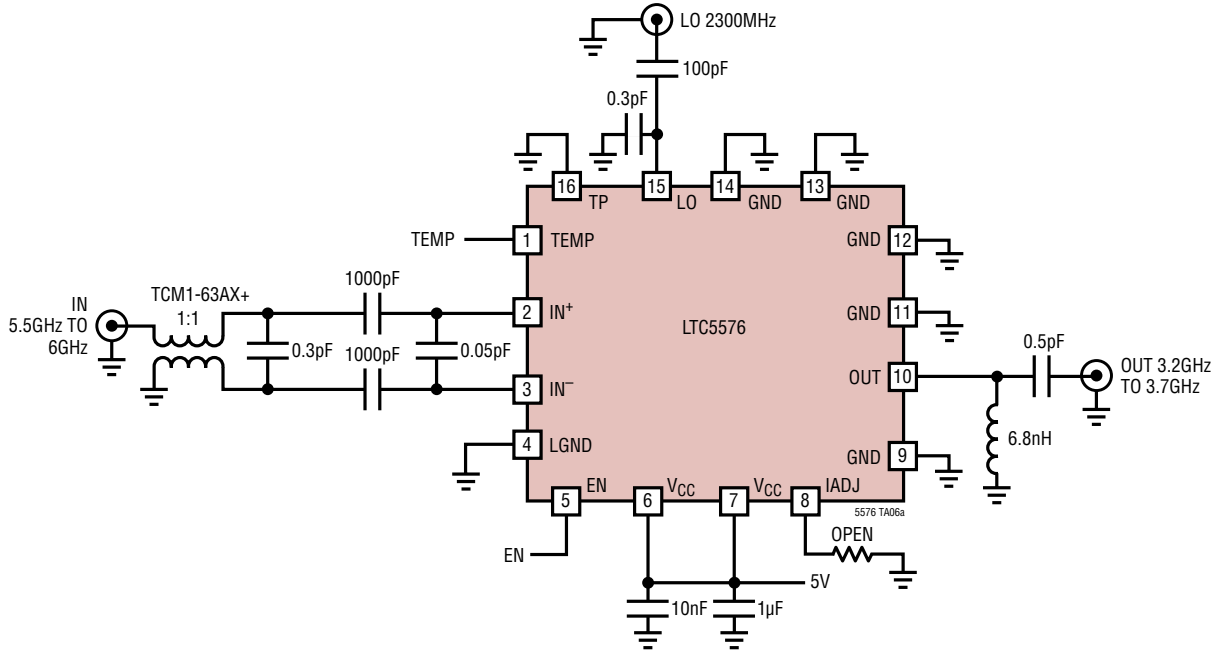 LO 2300MHz
100pF
0.3pF
16
15
14
13
TP
LO
GND
GND
TEMP
1
TEMP
GND
12
IN
5.5GHz TO
6GHz
TCM1-63AX+
1:1
1000pF
0.3pF
1000pF
0.05pF
2
IN+
3
IN–
LTC5576
GND
11
OUT
10
0.5pF
OUT 3.2GHz
TO 3.7GHz
6.8nH
4
LGND
GND
9
EN
VCC
VCC
IADJ
5
6
7
8
5576 TA06a
EN
OPEN
5V
10nF
1µF